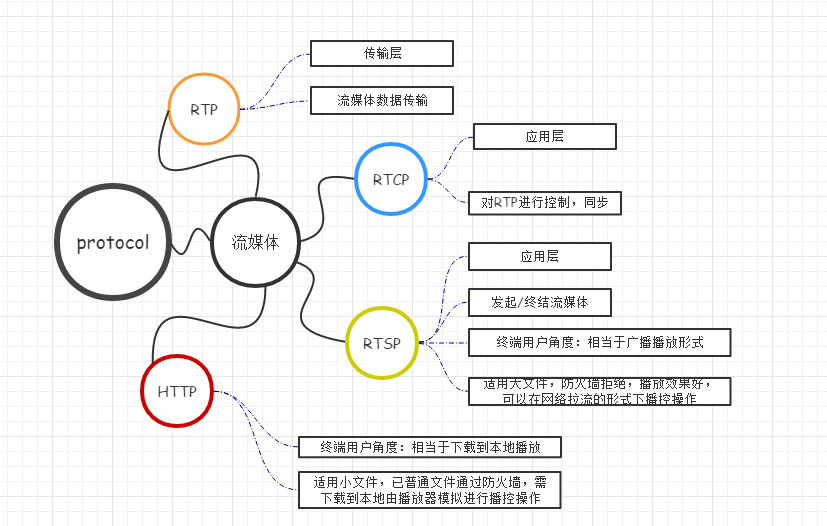 传输层
RTP
流媒体数据传输
应用层
RTCP
对RTP进行控制，同步
protocol
流媒体
应用层
发起/终结流媒体
RTSP
终端用户角度：相当于广播播放形式
适用大文件，防火墙拒绝，播放效果好，
可以在网络拉流的形式下播控操作
HTTP
终端用户角度：相当于下载到本地播放
适用小文件，已普通文件通过防火墙，需
下载到本地由播放器模拟进行播控操作